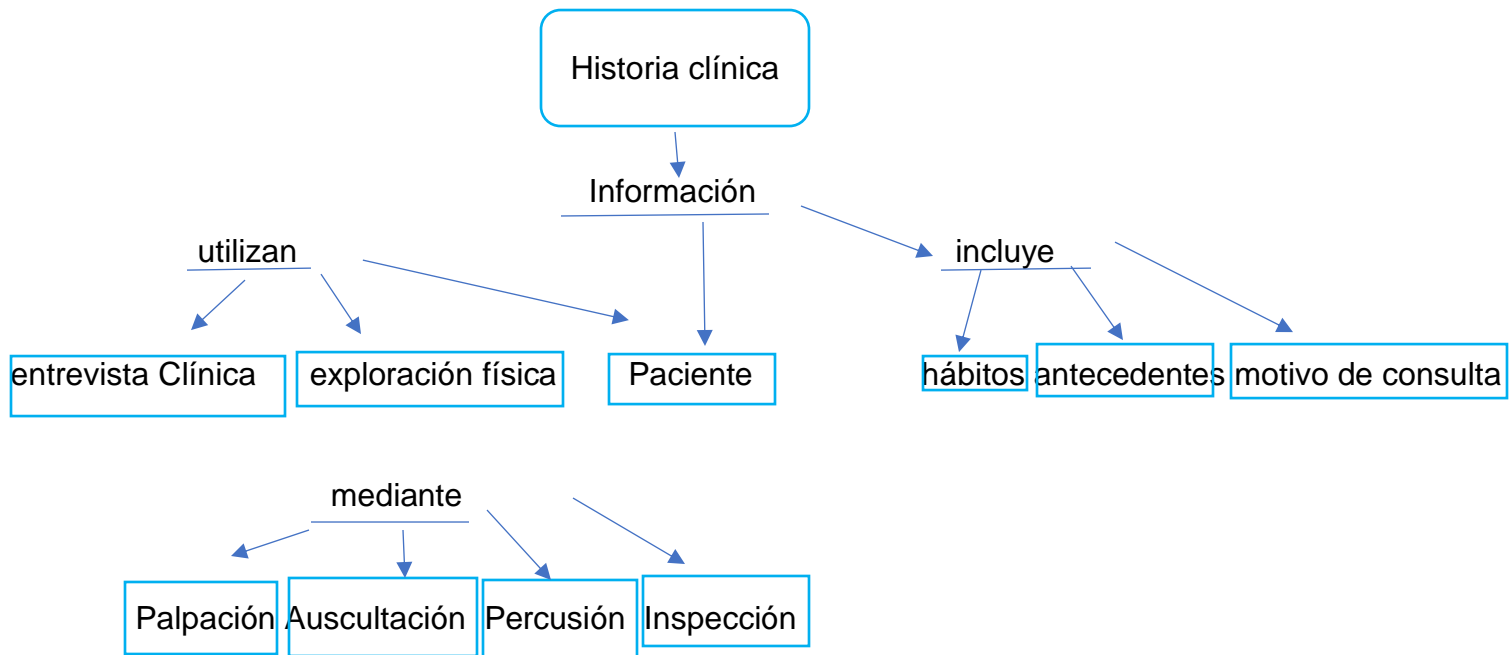 Historia clínica
Información
utilizan
incluye
entrevista Clínica
exploración física
Paciente
hábitos
antecedentes
motivo de consulta
mediante
Palpación
Auscultación
Percusión
Inspección